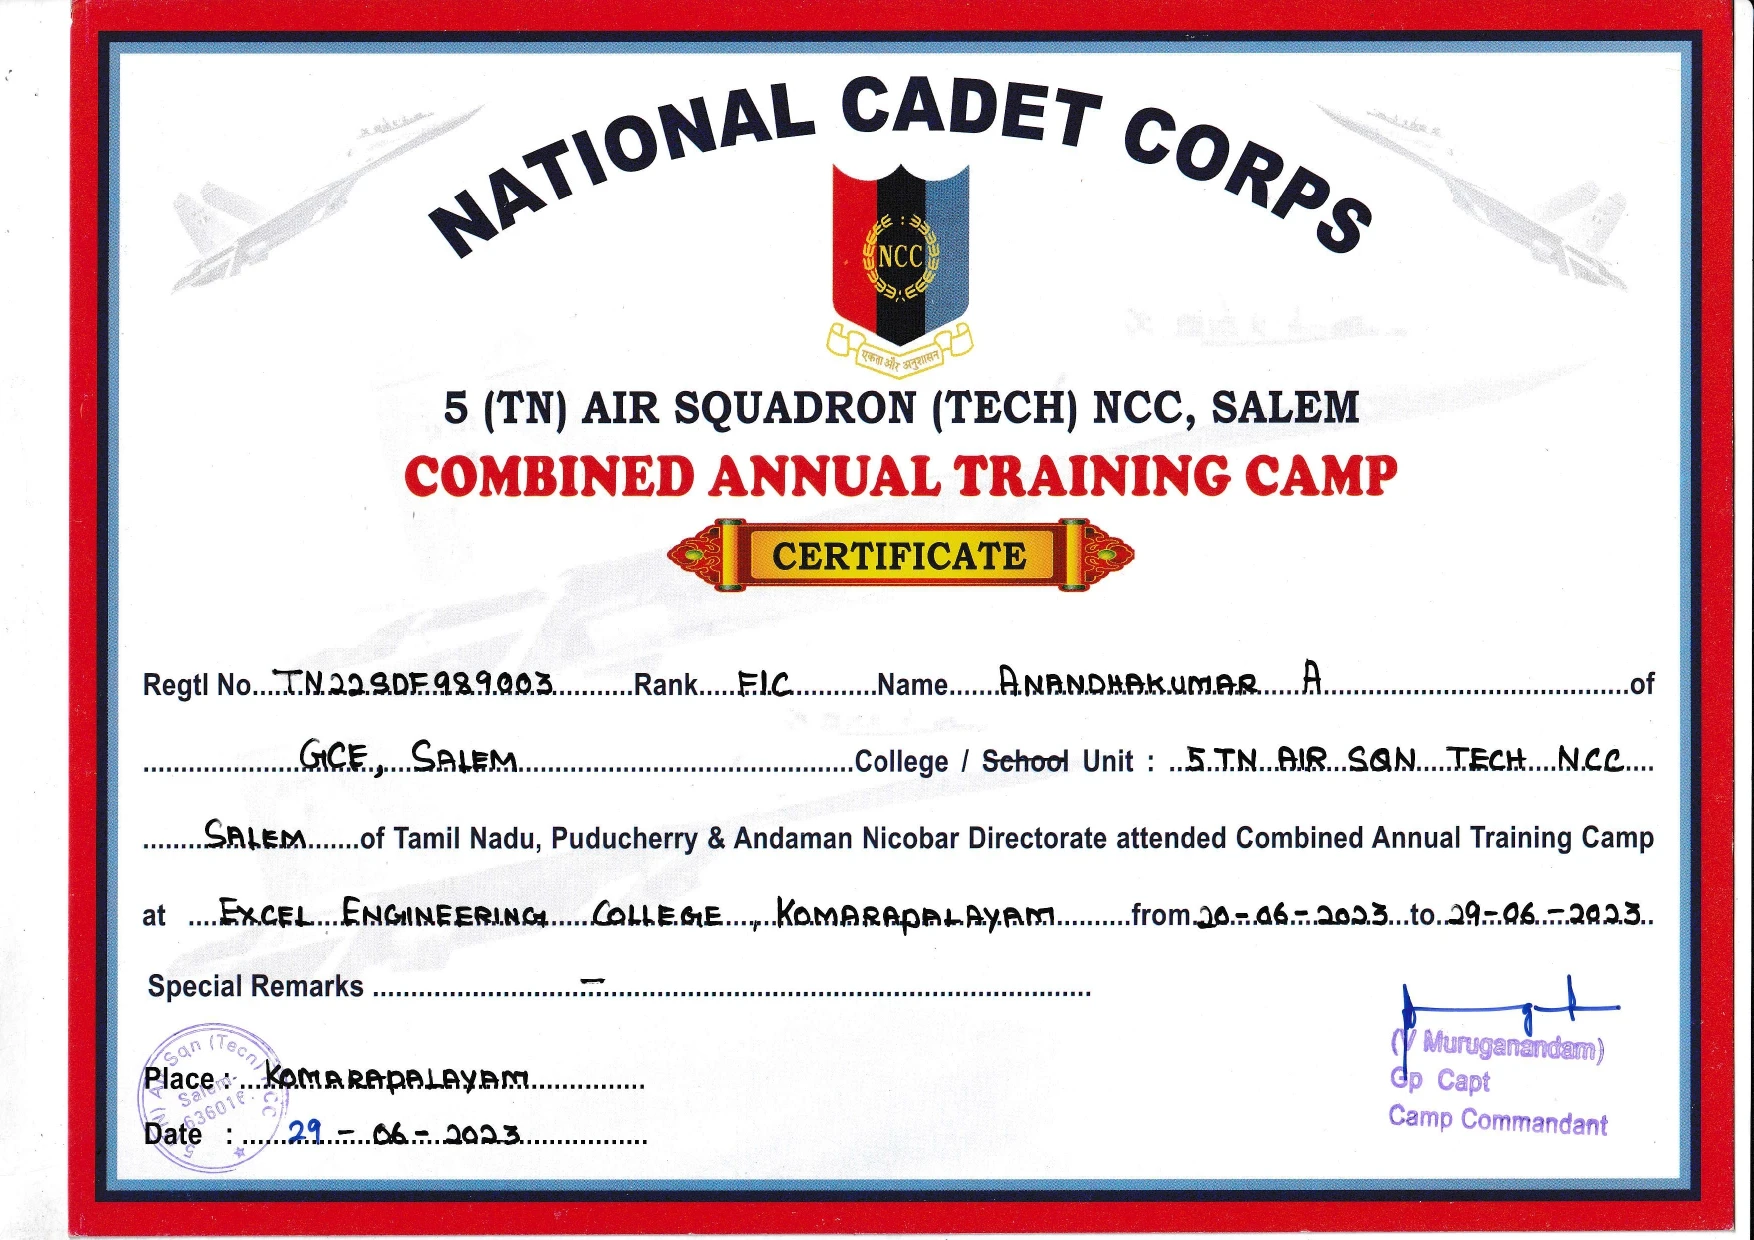 NATIONAL CADET CORPS
NCC
एकता और अनुशासन
5 (TN) AIR SQUADRON (TECH) NCC, SALEM
COMBINED ANNUAL TRAINING CAMP
CERTIFICATE
Regtl No....TN22SDF989003..........Rank.....F/C...........Name......ANANDHAKUMAR A........................................of
.....................GCE, SALEM............................................College / School Unit : ..5 TN AIR SQN TECH NCC....
........SALEM.......of Tamil Nadu, Puducherry & Andaman Nicobar Directorate attended Combined Annual Training Camp
at ....EXCEL ENGINEERING COLLEGE, KOMARAPALAYAM..........from 20-06-2023...to..29-06-2023..
Special Remarks ...........................–................................................................
(V Muruganandam)
Gp Capt
Camp Commandant
Place : ...KOMARAPALAYAM...............
Date : ......29-06-2023.................
Sqn (Tech) NCC
Salem-